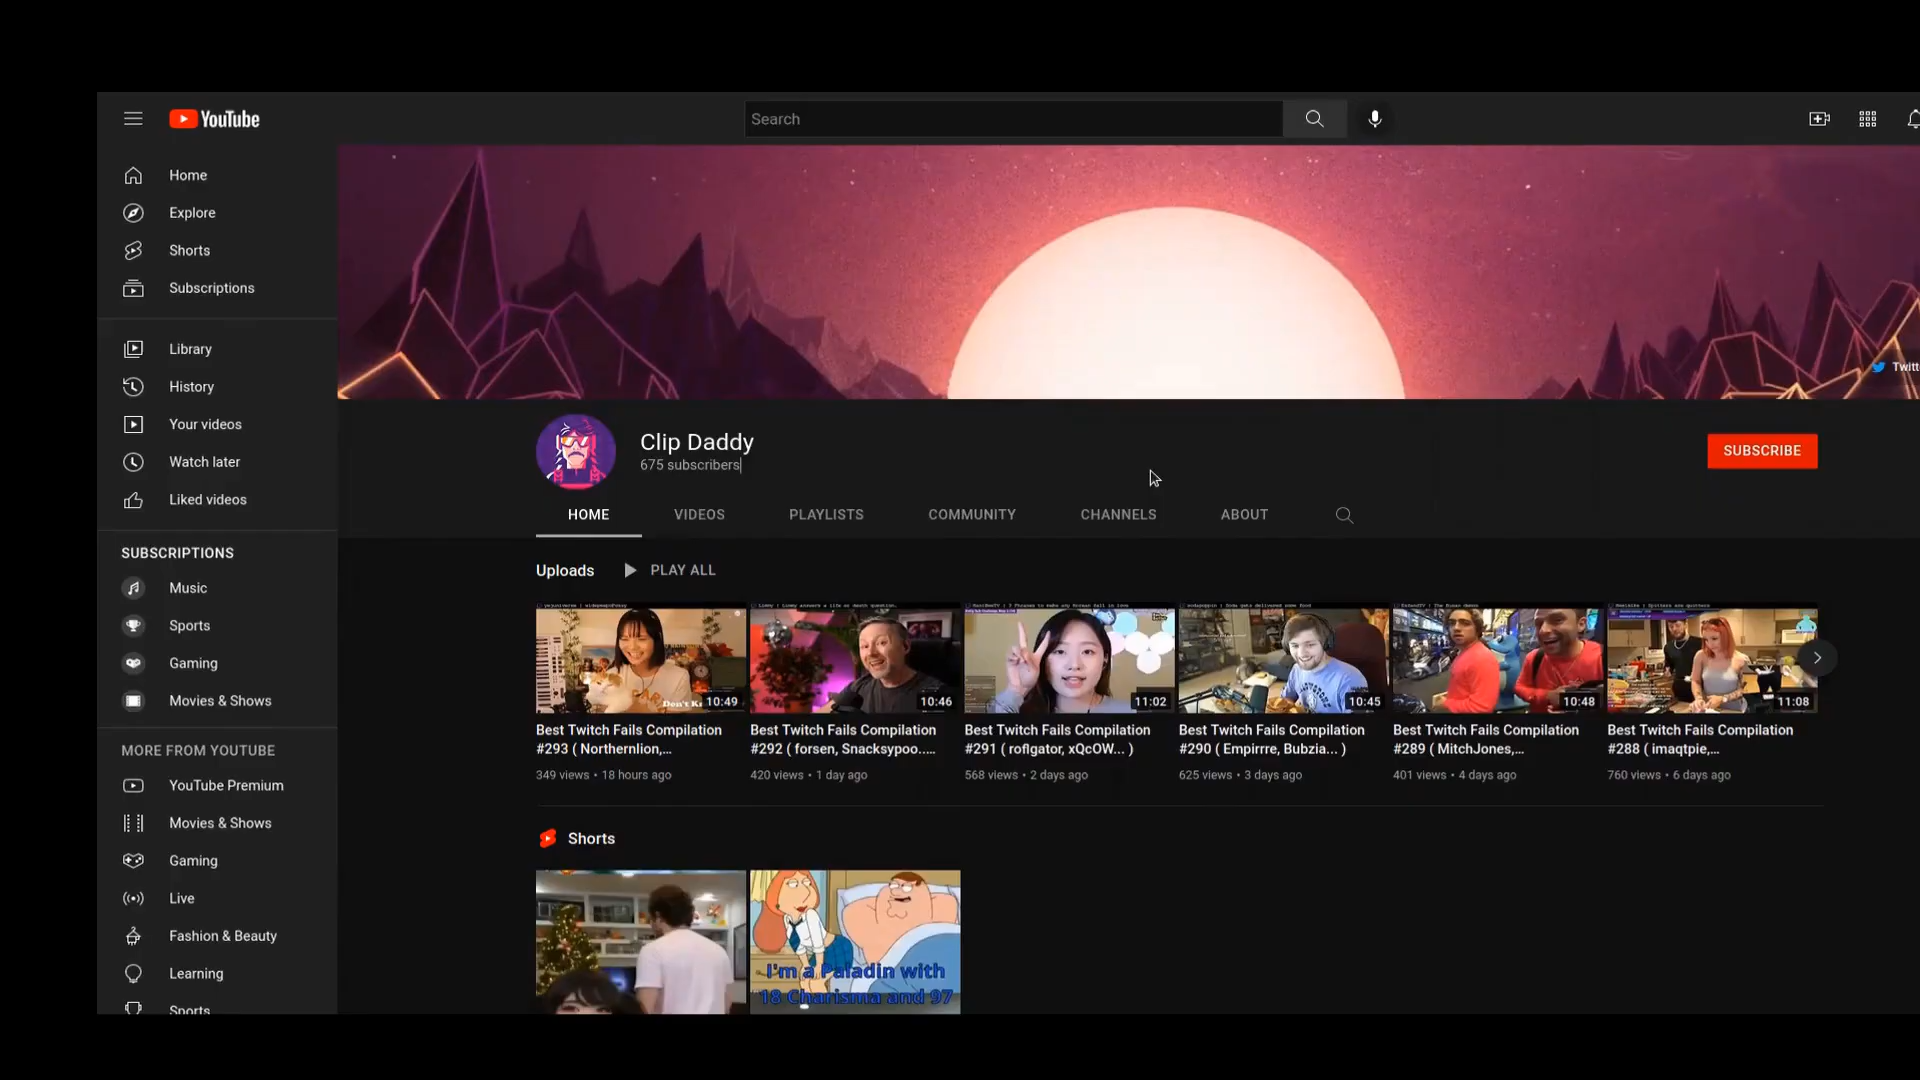 YouTube
Search
Home
Explore
Shorts
Subscriptions
Library
History
Your videos
Watch later
Liked videos
SUBSCRIPTIONS
Music
Sports
Gaming
Movies & Shows
MORE FROM YOUTUBE
YouTube Premium
Movies & Shows
Gaming
Live
Fashion & Beauty
Learning
Sports
Twitt
Clip Daddy
675 subscribers
SUBSCRIBE
HOME VIDEOS PLAYLISTS COMMUNITY CHANNELS ABOUT
Uploads PLAY ALL
10:49 10:46 11:02 10:45 10:48 11:08
Best Twitch Fails Compilation
#293 ( Northernlion,...
349 views • 18 hours ago
Best Twitch Fails Compilation
#292 ( forsen, Snacksypoo.....
420 views • 1 day ago
Best Twitch Fails Compilation
#291 ( roflgator, xQcOW... )
568 views • 2 days ago
Best Twitch Fails Compilation
#290 ( Empirrre, Bubzia... )
625 views • 3 days ago
Best Twitch Fails Compilation
#289 ( MitchJones,...
401 views • 4 days ago
Best Twitch Fails Compilation
#288 ( imaqtpie,...
760 views • 6 days ago
Shorts
I'm a Paladin with
18 Charisma and 97